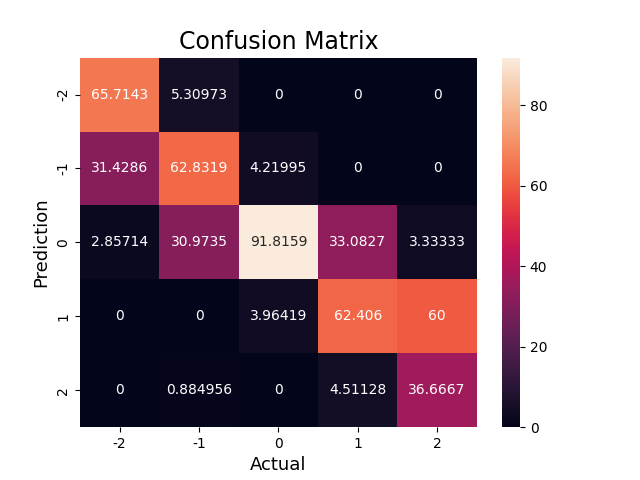 Confusion Matrix
-2 65.7143 5.30973 0 0 0
-1 31.4286 62.8319 4.21995 0 0
0 2.85714 30.9735 91.8159 33.0827 3.33333
1 0 0 3.96419 62.406 60
2 0 0.884956 0 4.51128 36.6667
-2 -1 0 1 2
Actual
Prediction
80
60
40
20
0